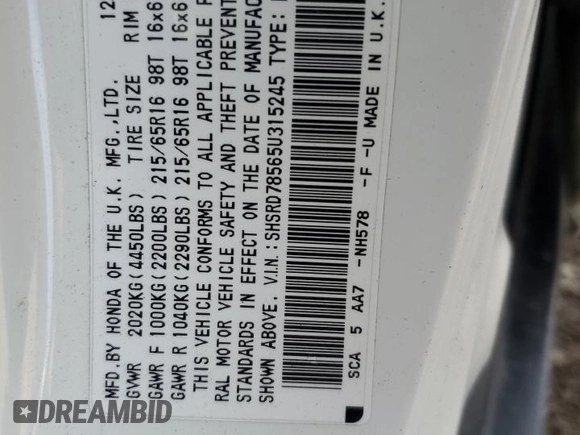 MFD.BY HONDA OF THE U.K. MFG.,LTD. 12
GVWR 2020KG(4450LBS) TIRE SIZE RIM
GAWR F 1000KG(2200LBS) 215/65R16 98T 16x6
GAWR R 1040KG(2290LBS) 215/65R16 98T 16x6
THIS VEHICLE CONFORMS TO ALL APPLICABLE F
RAL MOTOR VEHICLE SAFETY AND THEFT PREVENT
STANDARDS IN EFFECT ON THE DATE OF MANUFAC
SHOWN ABOVE. V.I.N.: SHSRD78565U315245 TYPE:
SCA 5 AA7 -NH578 -F -U MADE IN U.K.
DREAMBID